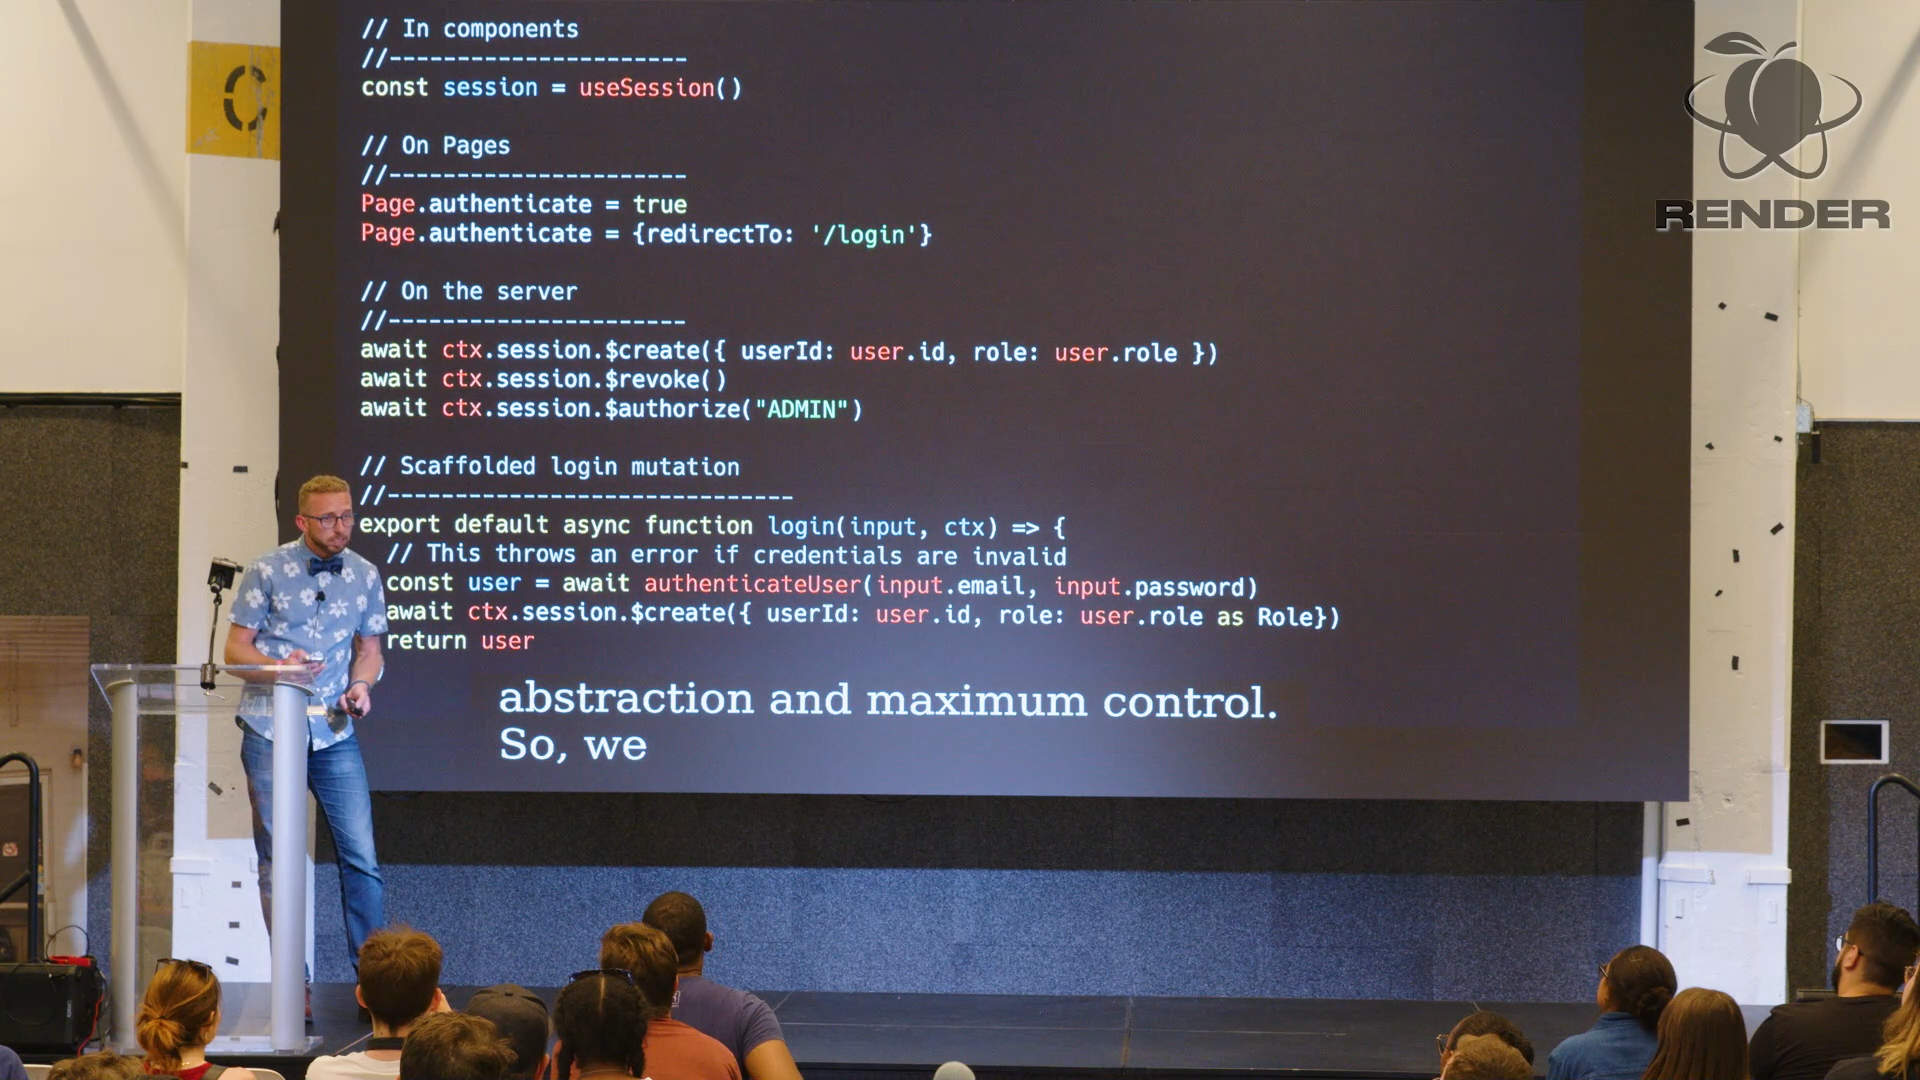 // In components
//----------------------
const session = useSession()
// On Pages
//----------------------
Page.authenticate = true
Page.authenticate = {redirectTo: '/login'}
// On the server
//----------------------
await ctx.session.$create({ userId: user.id, role: user.role })
await ctx.session.$revoke()
await ctx.session.$authorize("ADMIN")
// Scaffolded login mutation
//------------------------------
export default async function login(input, ctx) => {
// This throws an error if credentials are invalid
const user = await authenticateUser(input.email, input.password)
await ctx.session.$create({ userId: user.id, role: user.role as Role})
return user
abstraction and maximum control.
So, we
RENDER